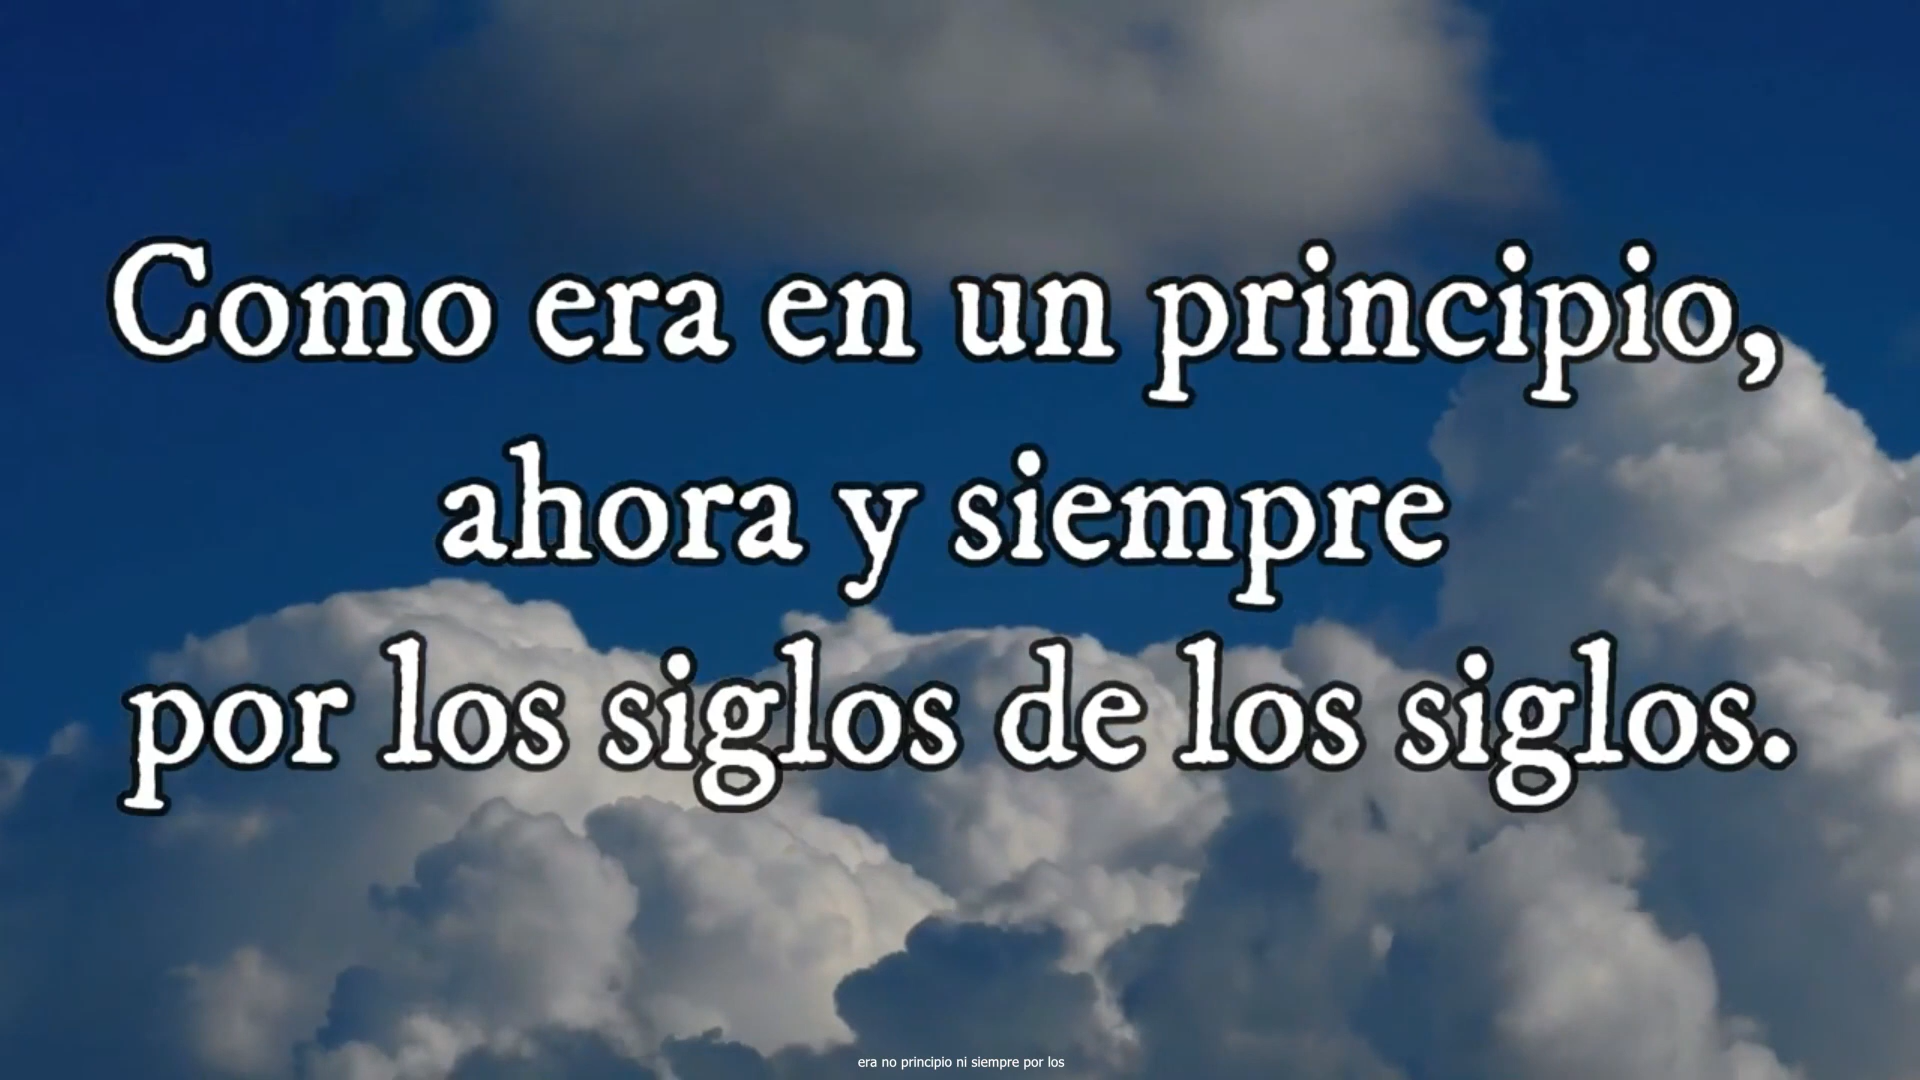 Como era en un principio,
ahora y siempre
por los siglos de los siglos.
era no principio ni siempre por los